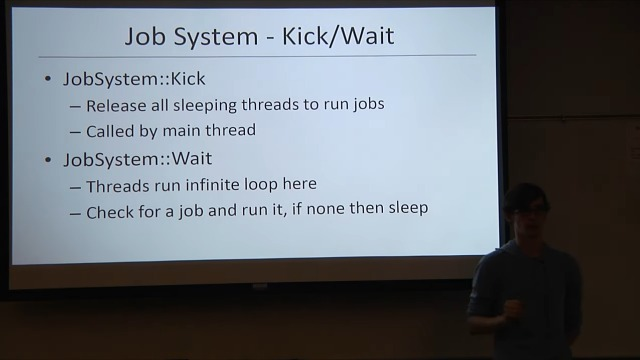 Job System - Kick/Wait
• JobSystem::Kick
– Release all sleeping threads to run jobs
– Called by main thread
• JobSystem::Wait
– Threads run infinite loop here
– Check for a job and run it, if none then sleep